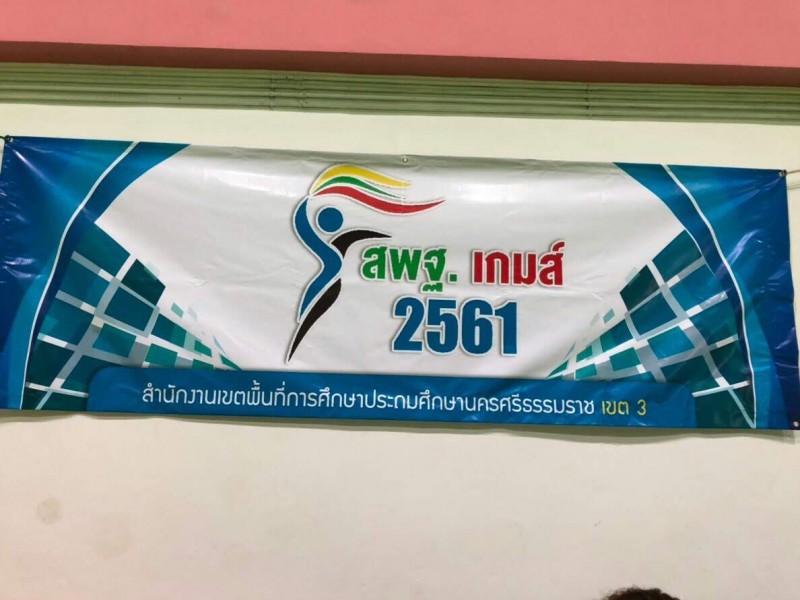 สพฐ. เกมส์
2561
สำนักงานเขตพื้นที่การศึกษาประถมศึกษานครศรีธรรมราช เขต 3